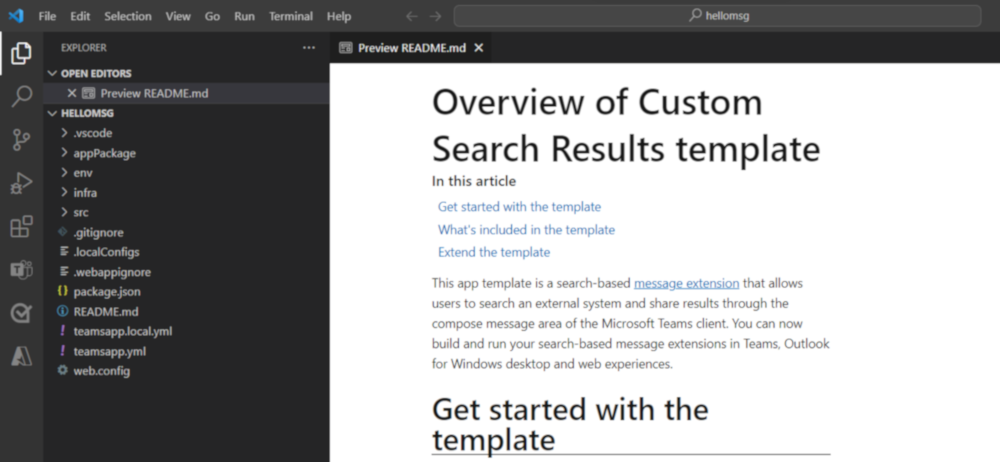 File Edit Selection View Go Run Terminal Help
hellomsg
EXPLORER
Preview README.md
OPEN EDITORS
Preview README.md
HELLOMSG
.vscode
appPackage
env
infra
src
.gitignore
.localConfigs
.webappignore
package.json
README.md
teamsapp.local.yml
teamsapp.yml
web.config
Overview of Custom
Search Results template
In this article
Get started with the template
What's included in the template
Extend the template
This app template is a search-based message extension that allows
users to search an external system and share results through the
compose message area of the Microsoft Teams client. You can now
build and run your search-based message extensions in Teams, Outlook
for Windows desktop and web experiences.
Get started with the
template